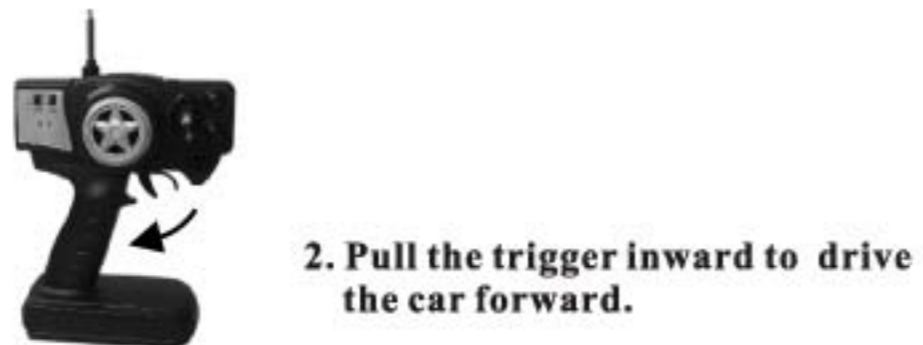 2. Pull the trigger inward to drive
the car forward.